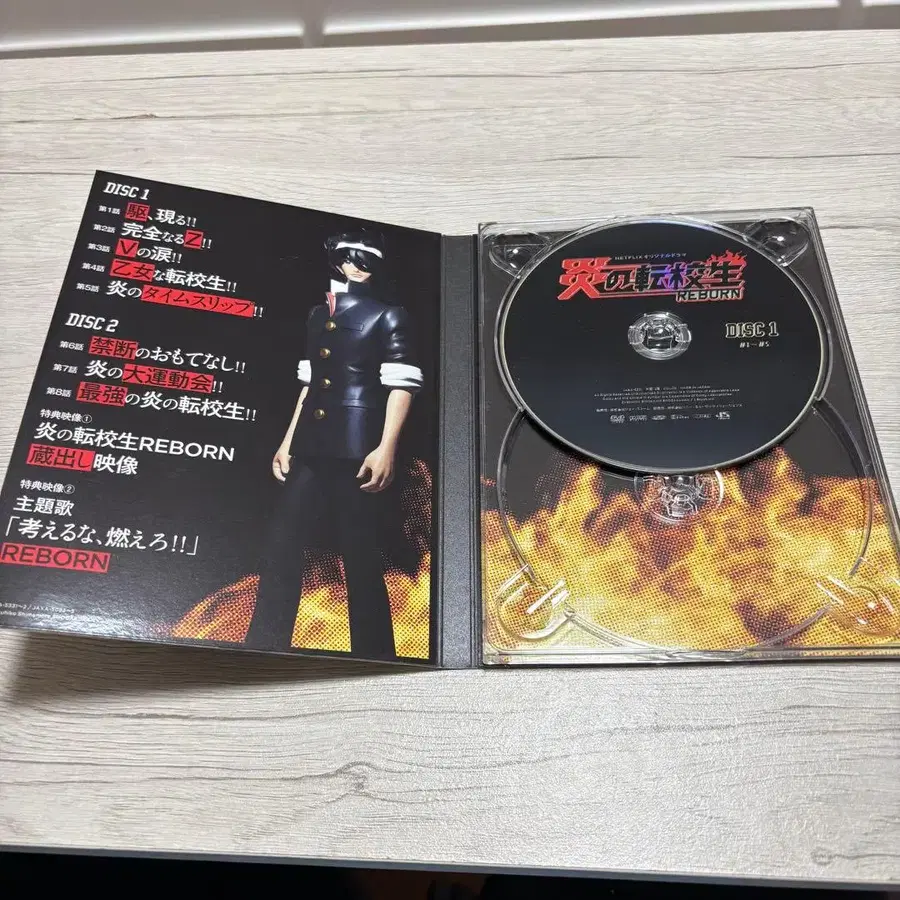 DISC 1
第1話 駆、現る!!
第2話 完全なるZ!!
第3話 Vの涙!!
第4話 乙女な転校生!!
第5話 炎のタイムスリップ!!
DISC 2
第6話 禁断のおもてなし!!
第7話 炎の大運動会!!
第8話 最強の炎の転校生!!
特典映像①
炎の転校生REBORN
蔵出し映像
特典映像②
主題歌
「考えるな、燃えろ!!」
REBORN
NETFLIXオリジナルドラマ
炎の転校生
REBORN
DISC 1
#1〜#5